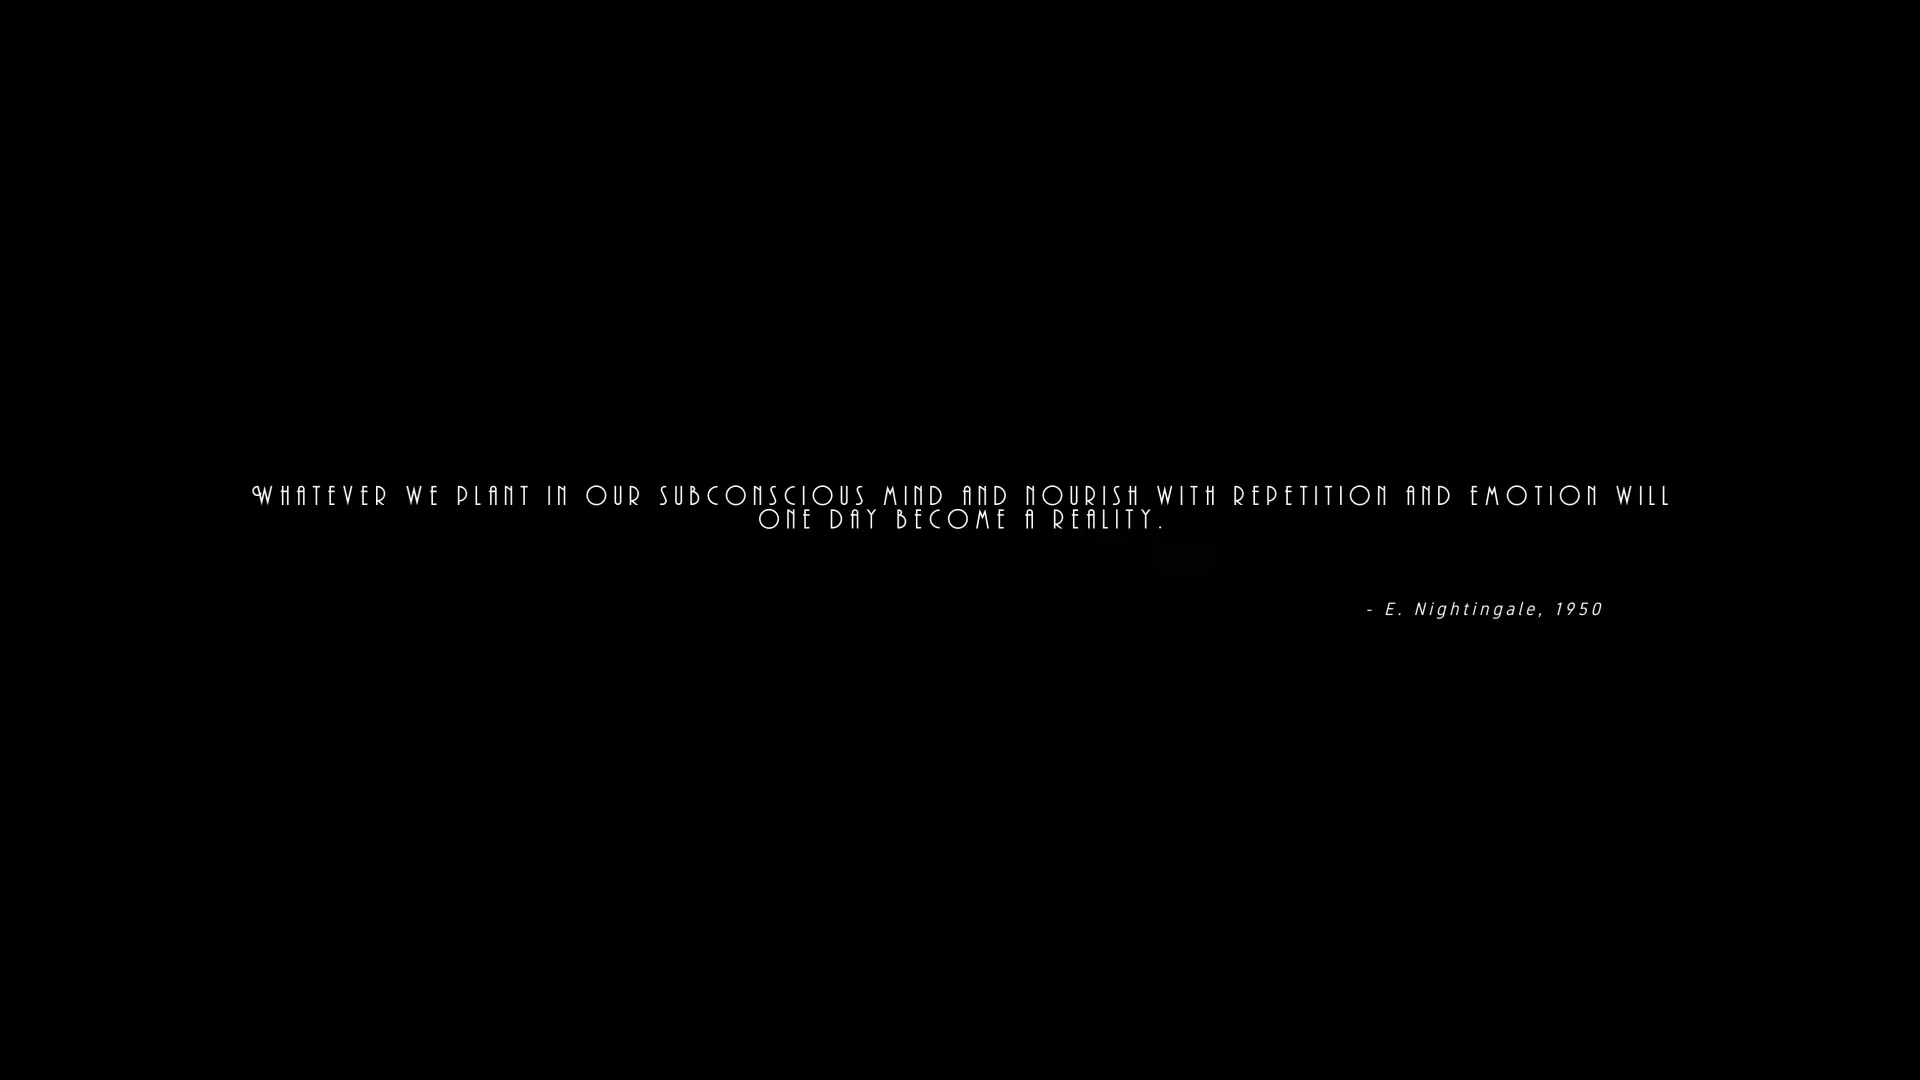 Whatever we plant in our subconscious mind and nourish with repetition and emotion will
one day become a reality.
- E. Nightingale, 1950